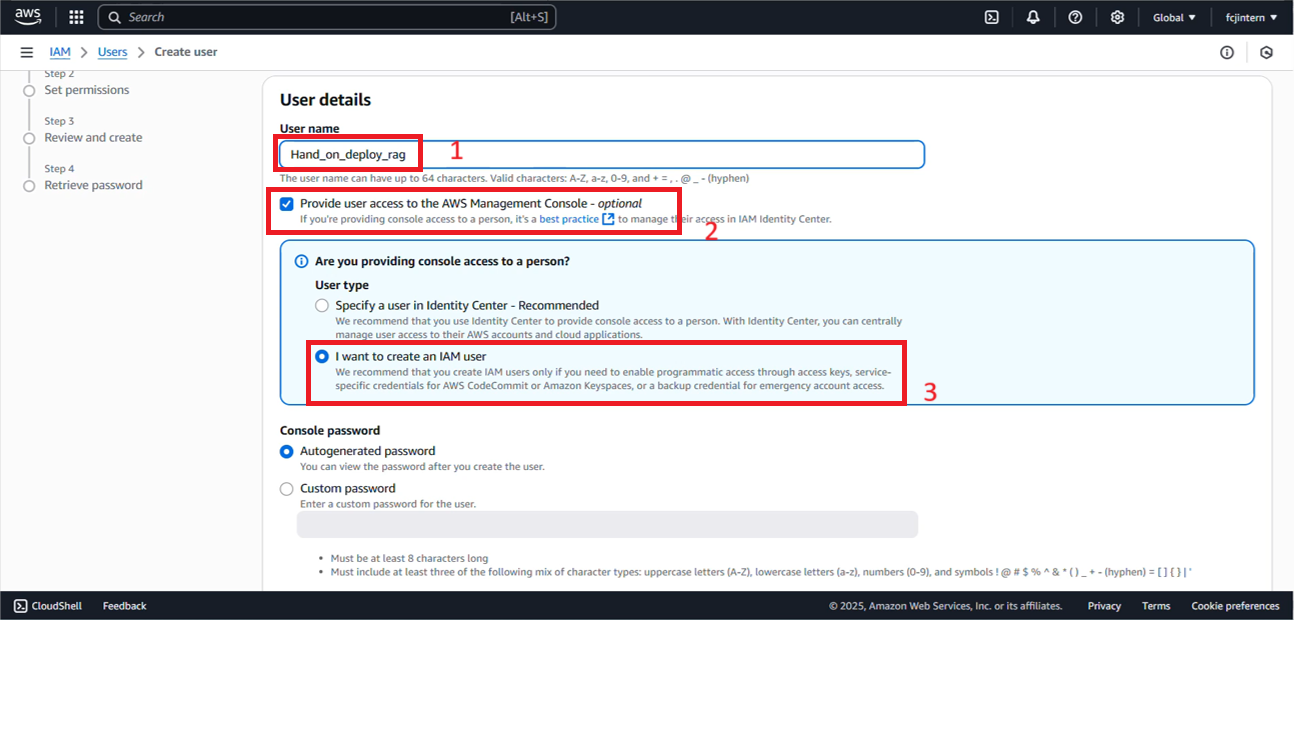 aws
Search
[Alt+S]
Global
fcjintern
IAM
Users
Create user
Step 2
Set permissions
Step 3
Review and create
Step 4
Retrieve password
User details
User name
Hand_on_deploy_rag
1
The user name can have up to 64 characters. Valid characters: A-Z, a-z, 0-9, and + = , . @ _ - (hyphen)
Provide user access to the AWS Management Console - optional
If you're providing console access to a person, it's a best practice to manage their access in IAM Identity Center.
2
Are you providing console access to a person?
User type
Specify a user in Identity Center - Recommended
We recommend that you use Identity Center to provide console access to a person. With Identity Center, you can centrally
manage user access to their AWS accounts and cloud applications.
I want to create an IAM user
We recommend that you create IAM users only if you need to enable programmatic access through access keys, service-
specific credentials for AWS CodeCommit or Amazon Keyspaces, or a backup credential for emergency account access.
3
Console password
Autogenerated password
You can view the password after you create the user.
Custom password
Enter a custom password for the user.
• Must be at least 8 characters long
• Must include at least three of the following mix of character types: uppercase letters (A-Z), lowercase letters (a-z), numbers (0-9), and symbols ! @ # $ % ^ & * ( ) _ + - (hyphen) = [ ] { } | '
CloudShell
Feedback
© 2025, Amazon Web Services, Inc. or its affiliates.
Privacy
Terms
Cookie preferences